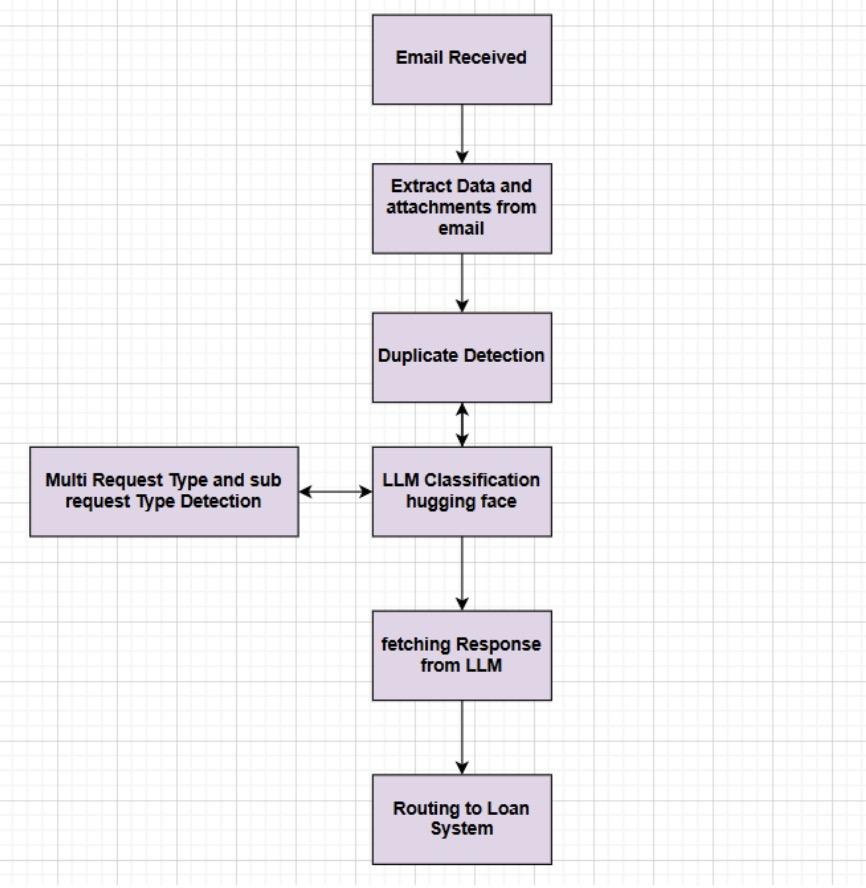 Email Received
Extract Data and
attachments from
email
Duplicate Detection
Multi Request Type and sub
request Type Detection
LLM Classification
hugging face
fetching Response
from LLM
Routing to Loan
System